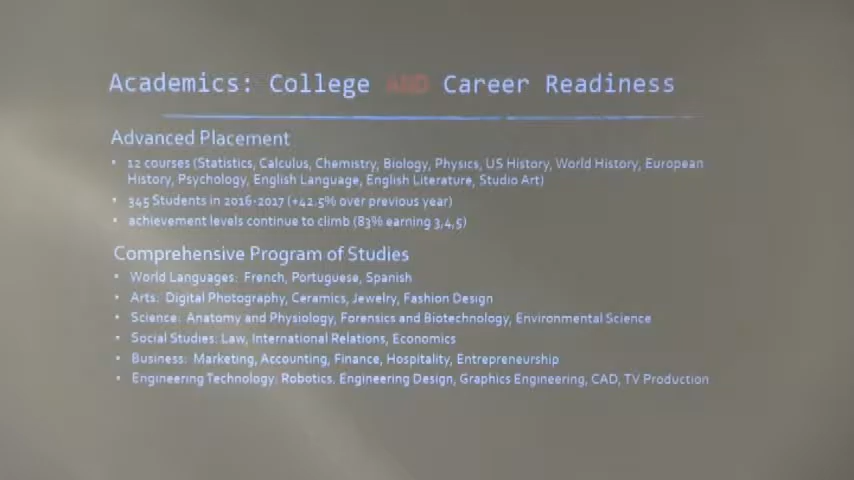 Academics: College AND Career Readiness
Advanced Placement
• 12 courses (Statistics, Calculus, Chemistry, Biology, Physics, US History, World History, European
History, Psychology, English Language, English Literature, Studio Art)
• 345 Students in 2016-2017 (+42.5% over previous year)
• achievement levels continue to climb (83% earning 3,4,5)
Comprehensive Program of Studies
• World Languages: French, Portuguese, Spanish
• Arts: Digital Photography, Ceramics, Jewelry, Fashion Design
• Science: Anatomy and Physiology, Forensics and Biotechnology, Environmental Science
• Social Studies: Law, International Relations, Economics
• Business: Marketing, Accounting, Finance, Hospitality, Entrepreneurship
• Engineering Technology: Robotics, Engineering Design, Graphics Engineering, CAD, TV Production